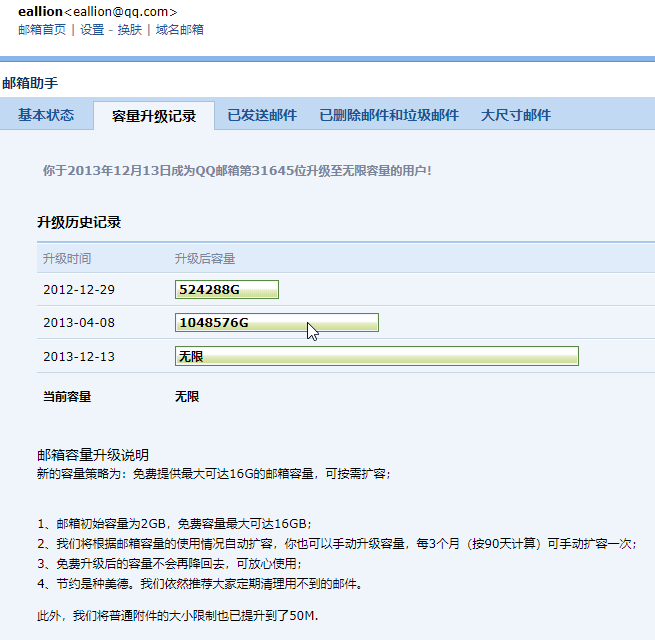 eallion<eallion@qq.com>
邮箱首页 | 设置 - 换肤 | 域名邮箱
邮箱助手
基本状态 容量升级记录 已发送邮件 已删除邮件和垃圾邮件 大尺寸邮件
你于2013年12月13日成为QQ邮箱第31645位升级至无限容量的用户!
升级历史记录
升级时间 升级后容量
2012-12-29 524288G
2013-04-08 1048576G
2013-12-13 无限
当前容量 无限
邮箱容量升级说明
新的容量策略为：免费提供最大可达16G的邮箱容量，可按需扩容；
1、邮箱初始容量为2GB，免费容量最大可达16GB；
2、我们将根据邮箱容量的使用情况自动扩容，你也可以手动升级容量，每3个月（按90天计算）可手动扩容一次；
3、免费升级后的容量不会再降回去，可放心使用；
4、节约是种美德。我们依然推荐大家定期清理用不到的邮件。
此外，我们将普通附件的大小限制也已提升到了50M.